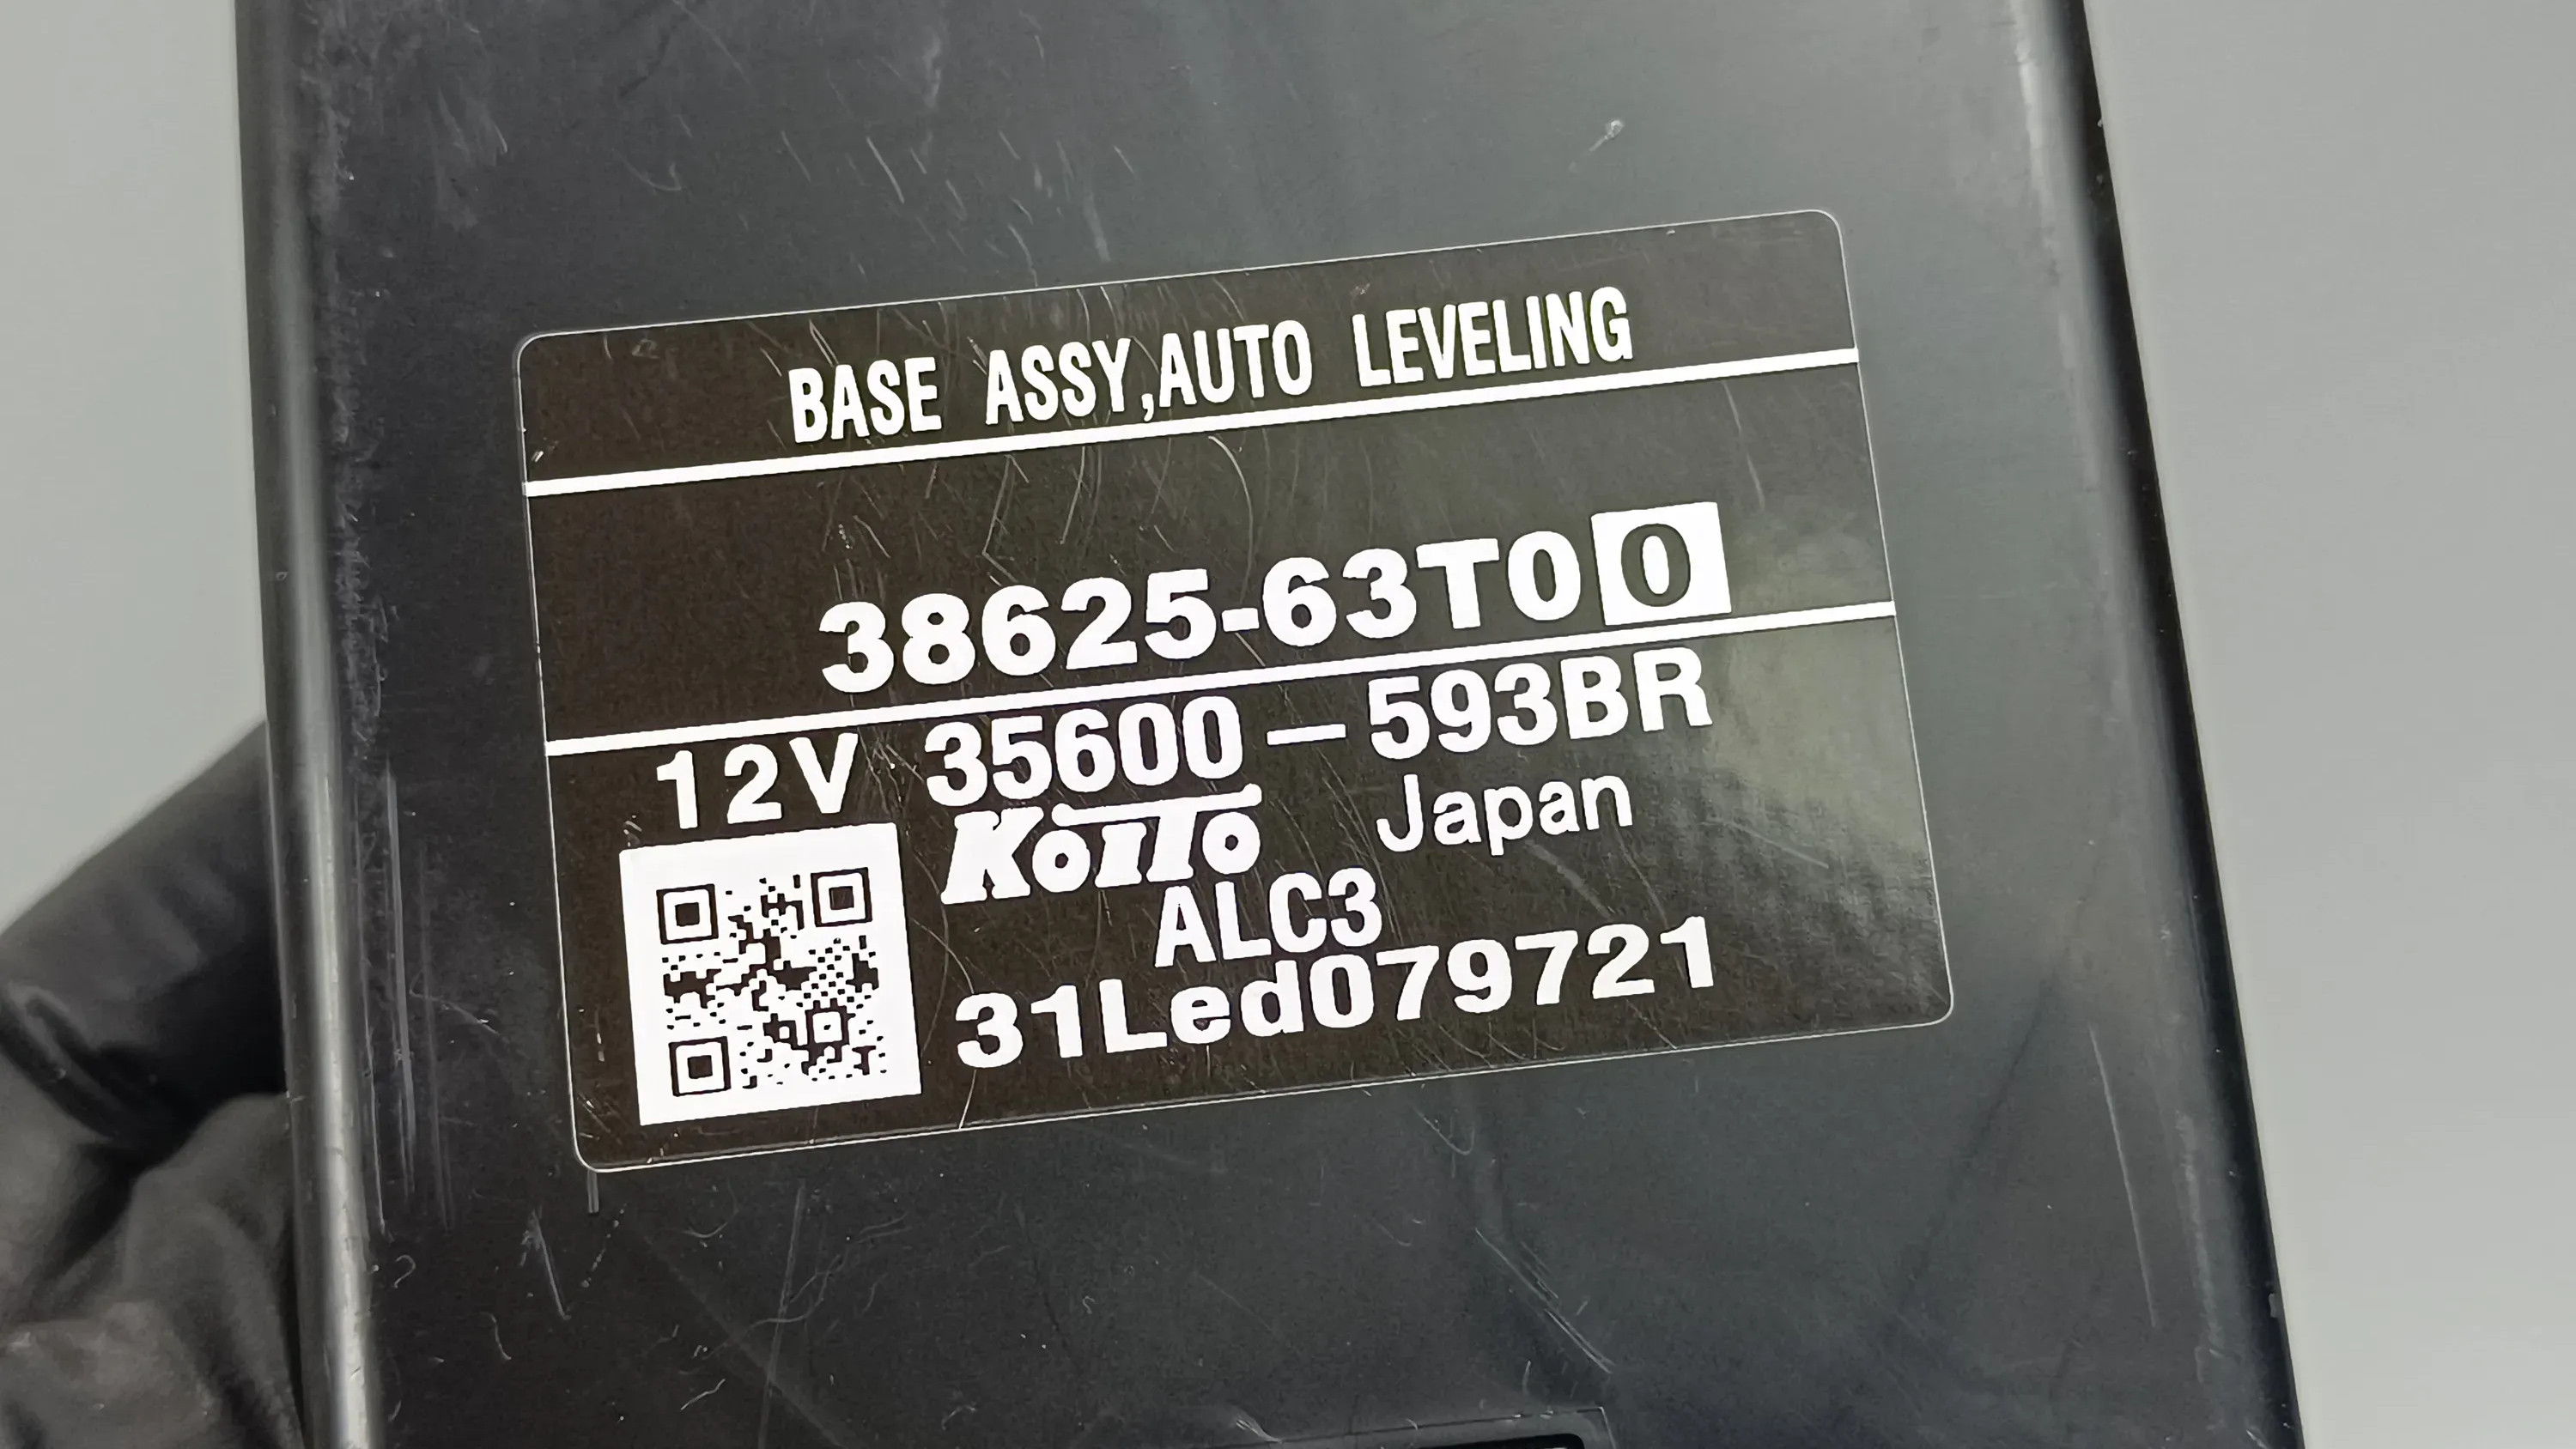 BASE ASSY,AUTO LEVELING
38625-63T00
12V 35600-593BR
KOITO Japan
ALC3
31Led079721